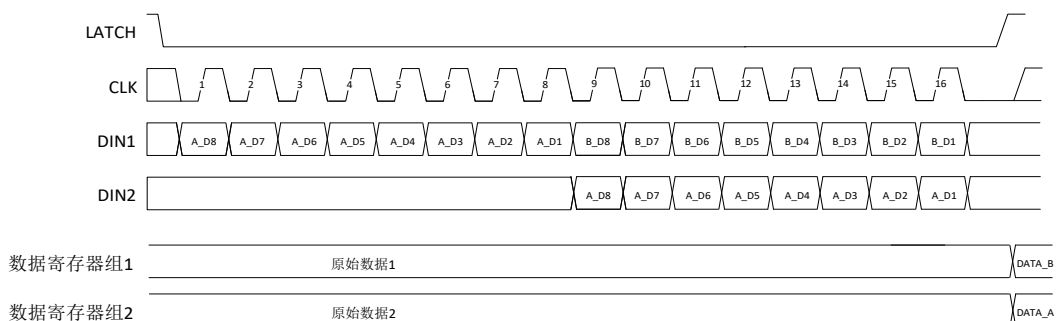 LATCH
CLK 1 2 3 4 5 6 7 8 9 10 11 12 13 14 15 16
DIN1 A_D8 A_D7 A_D6 A_D5 A_D4 A_D3 A_D2 A_D1 B_D8 B_D7 B_D6 B_D5 B_D4 B_D3 B_D2 B_D1
DIN2 A_D8 A_D7 A_D6 A_D5 A_D4 A_D3 A_D2 A_D1
数据寄存器组1 原始数据1 DATA_B
数据寄存器组2 原始数据2 DATA_A